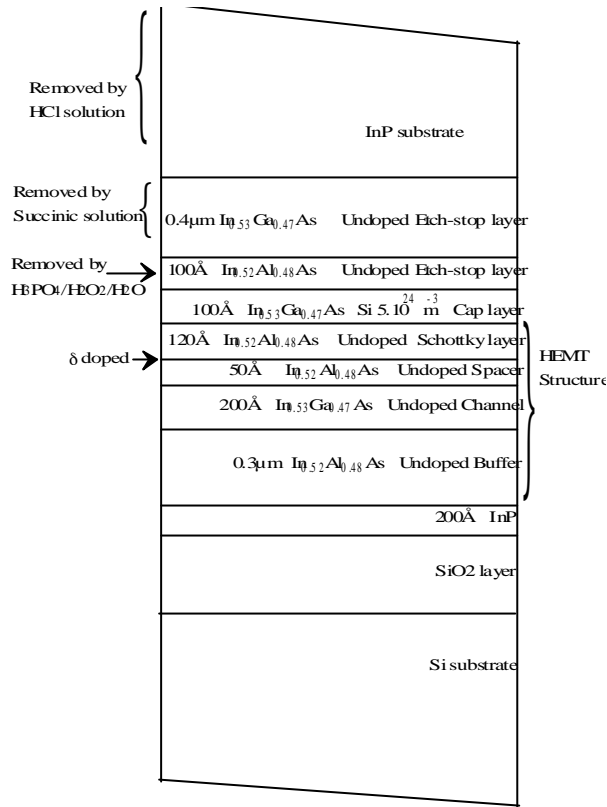 Removed by
HCl solution
InP substrate
Removed by
Succinic solution
0.4µm In0.53 Ga0.47As Undoped Etch-stop layer
Removed by
H3PO4/H2O2/H2O
100Å In0.52Al0.48As Undoped Etch-stop layer
100Å In0.53Ga0.47As Si 5.10^24 m^-3 Cap layer
120Å In0.52Al0.48As Undoped Schottky layer
HEMT
Structure
δ doped
50Å In0.52Al0.48As Undoped Spacer
200Å In0.53Ga0.47As Undoped Channel
0.3µm In0.52Al0.48As Undoped Buffer
200Å InP
SiO2 layer
Si substrate